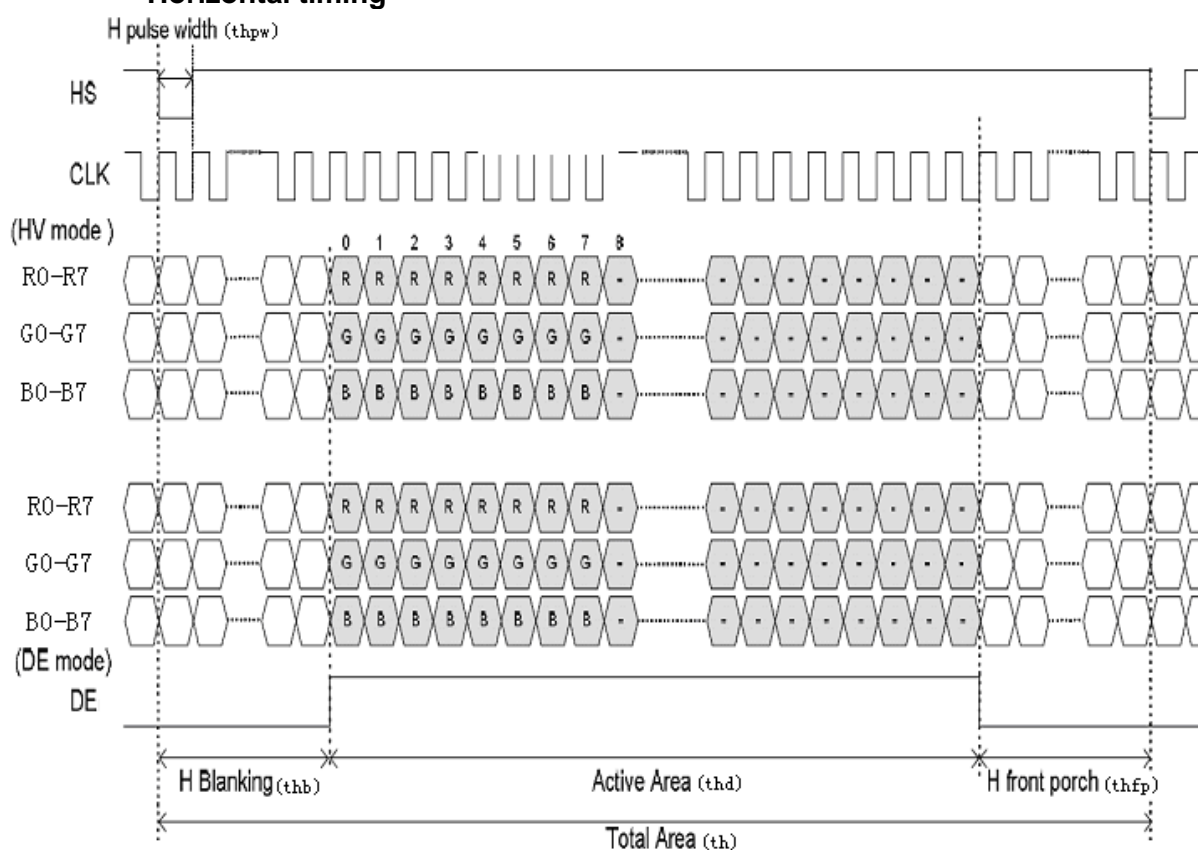 Horizontal timing
H pulse width (thpw)
HS
CLK
(HV mode )
0 1 2 3 4 5 6 7 8
R0-R7 R R R R R R R R - - - - - - - - -
G0-G7 G G G G G G G G - - - - - - - - -
B0-B7 B B B B B B B B - - - - - - - - -
R0-R7 R R R R R R R R - - - - - - - - -
G0-G7 G G G G G G G G - - - - - - - - -
B0-B7 B B B B B B B B - - - - - - - - -
(DE mode)
DE
H Blanking(thb) Active Area (thd) H front porch (thfp)
Total Area (th)